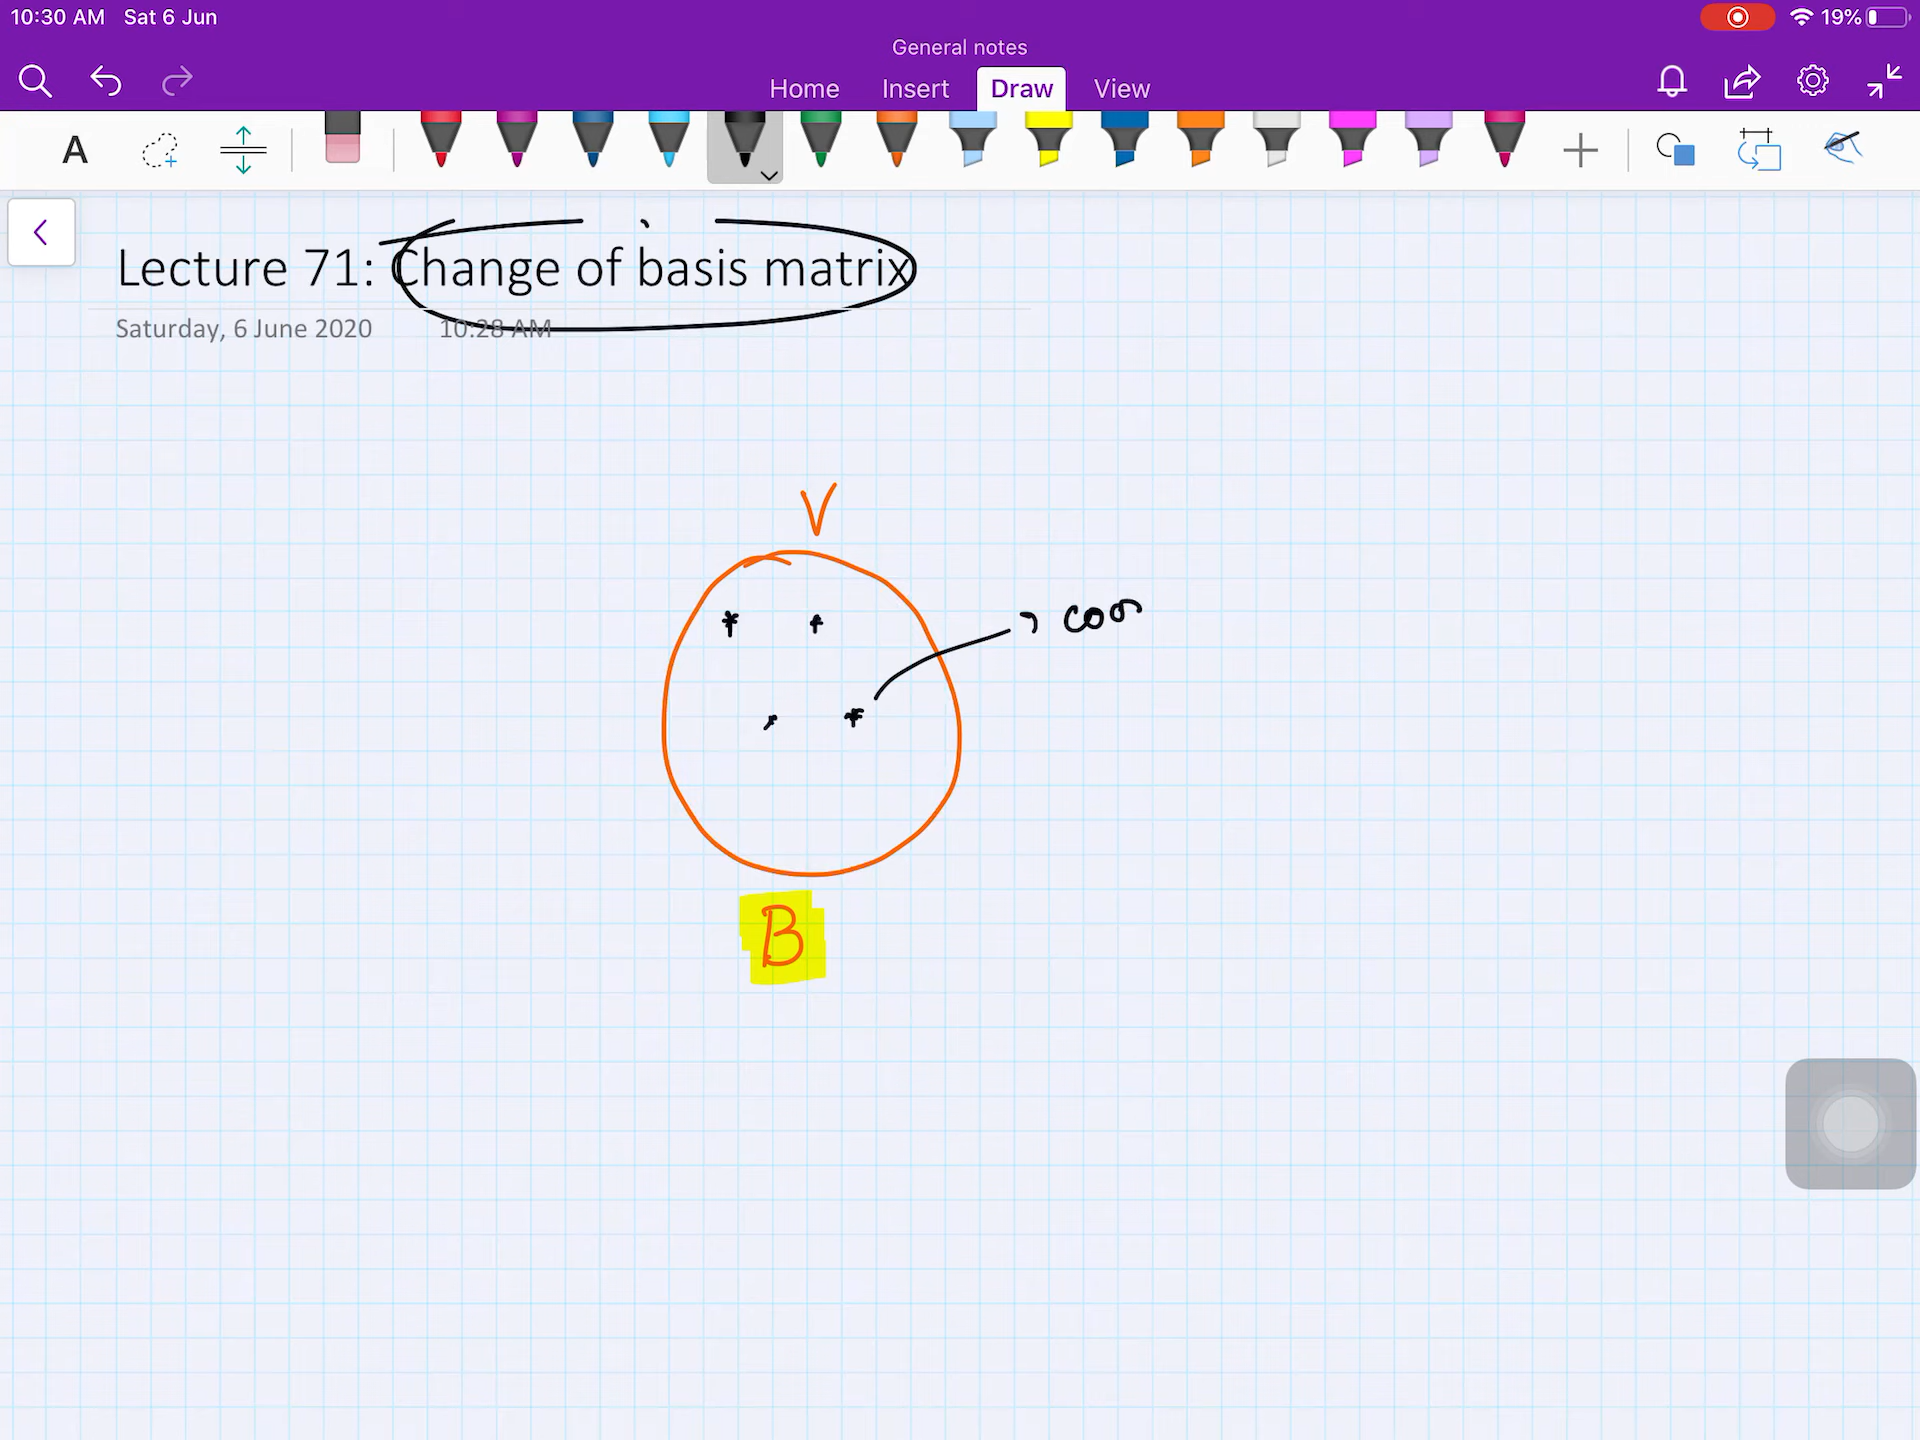 10:30 AM Sat 6 Jun 19%
General notes
Home Insert Draw View
A
Lecture 71: Change of basis matrix
Saturday, 6 June 2020 10:28 AM
V
coor
B